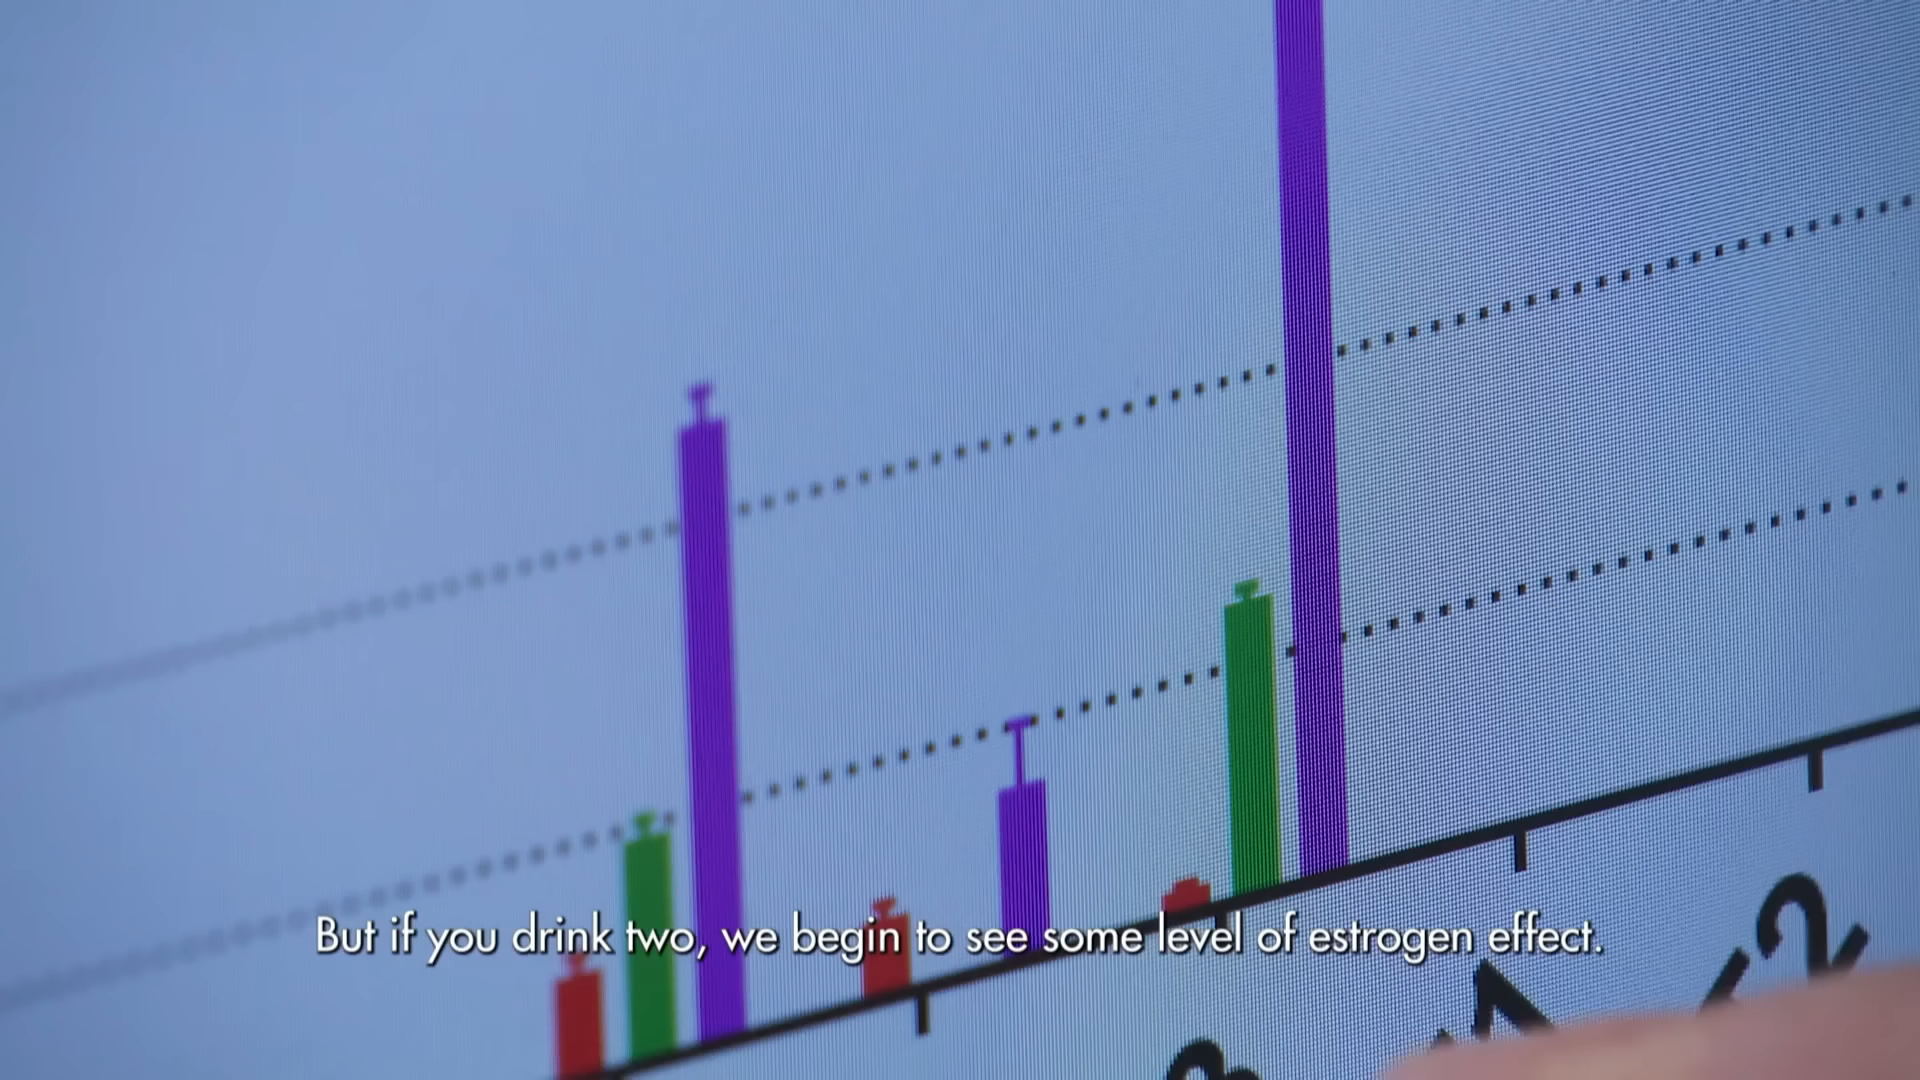 But if you drink two, we begin to see some level of estrogen effect.